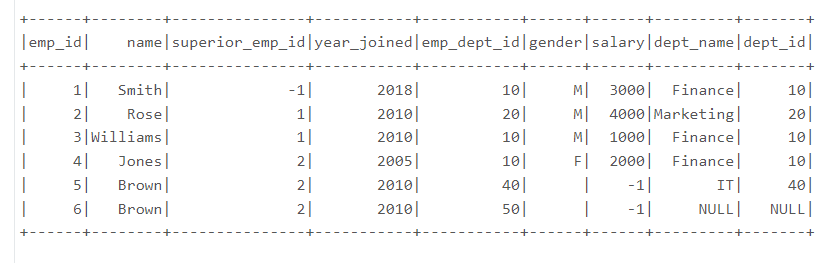 +------+--------+---------------+-----------+-----------+------+------+---------+-------+
|emp_id|    name|superior_emp_id|year_joined|emp_dept_id|gender|salary|dept_name|dept_id|
+------+--------+---------------+-----------+-----------+------+------+---------+-------+
|     1|   Smith|             -1|       2018|         10|     M|  3000|  Finance|     10|
|     2|    Rose|              1|       2010|         20|     M|  4000|Marketing|     20|
|     3|Williams|              1|       2010|         10|     M|  1000|  Finance|     10|
|     4|   Jones|              2|       2005|         10|     F|  2000|  Finance|     10|
|     5|   Brown|              2|       2010|         40|      |    -1|       IT|     40|
|     6|   Brown|              2|       2010|         50|      |    -1|     NULL|   NULL|
+------+--------+---------------+-----------+-----------+------+------+---------+-------+